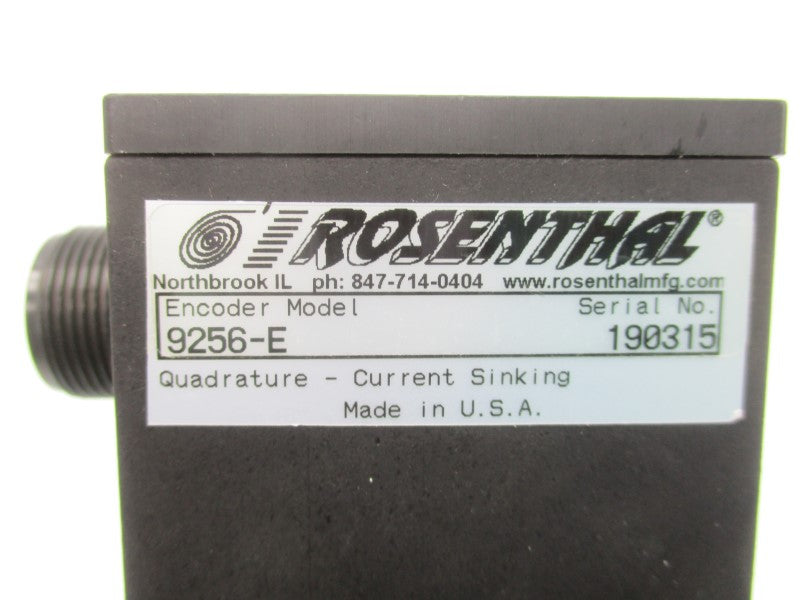 ROSENTHAL®
Northbrook IL ph: 847-714-0404 www.rosenthalmfg.com
Encoder Model Serial No.
9256-E 190315
Quadrature - Current Sinking
Made in U.S.A.